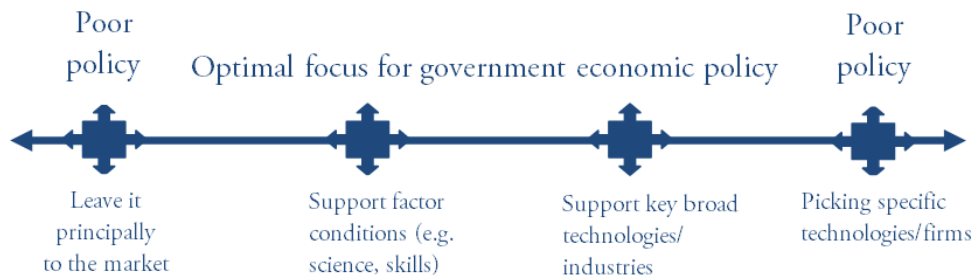 Poor
policy
Optimal focus for government economic policy
Poor
policy
Leave it
principally
to the market
Support factor
conditions (e.g.
science, skills)
Support key broad
technologies/
industries
Picking specific
technologies/firms